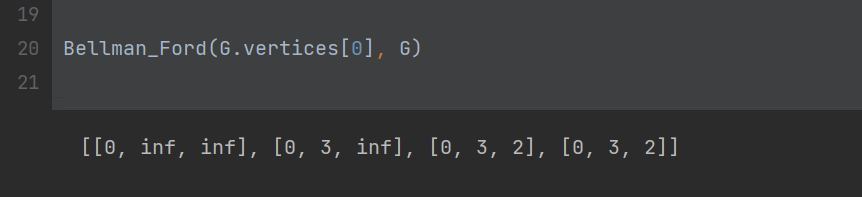 19
20 Bellman_Ford(G.vertices[0], G)
21
[[0, inf, inf], [0, 3, inf], [0, 3, 2], [0, 3, 2]]